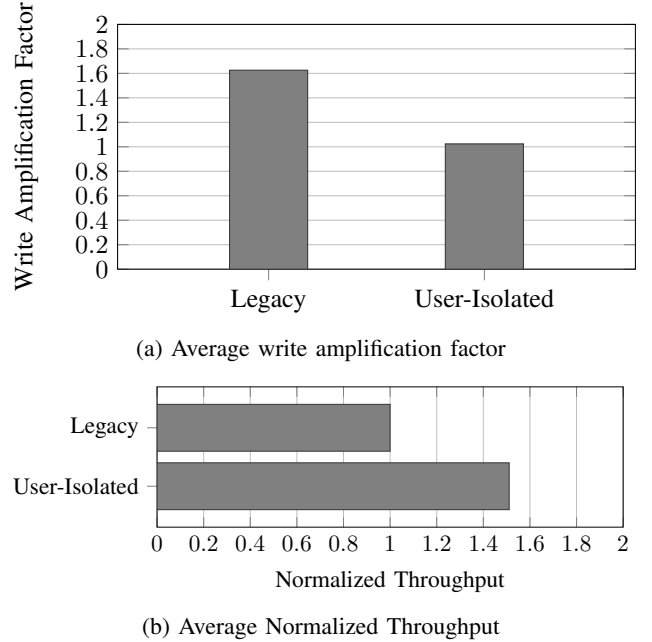 Write Amplification Factor
2
1.8
1.6
1.4
1.2
1
0.8
0.6
0.4
0.2
0
Legacy User-Isolated
(a) Average write amplification factor
Legacy
User-Isolated
0 0.2 0.4 0.6 0.8 1 1.2 1.4 1.6 1.8 2
Normalized Throughput
(b) Average Normalized Throughput